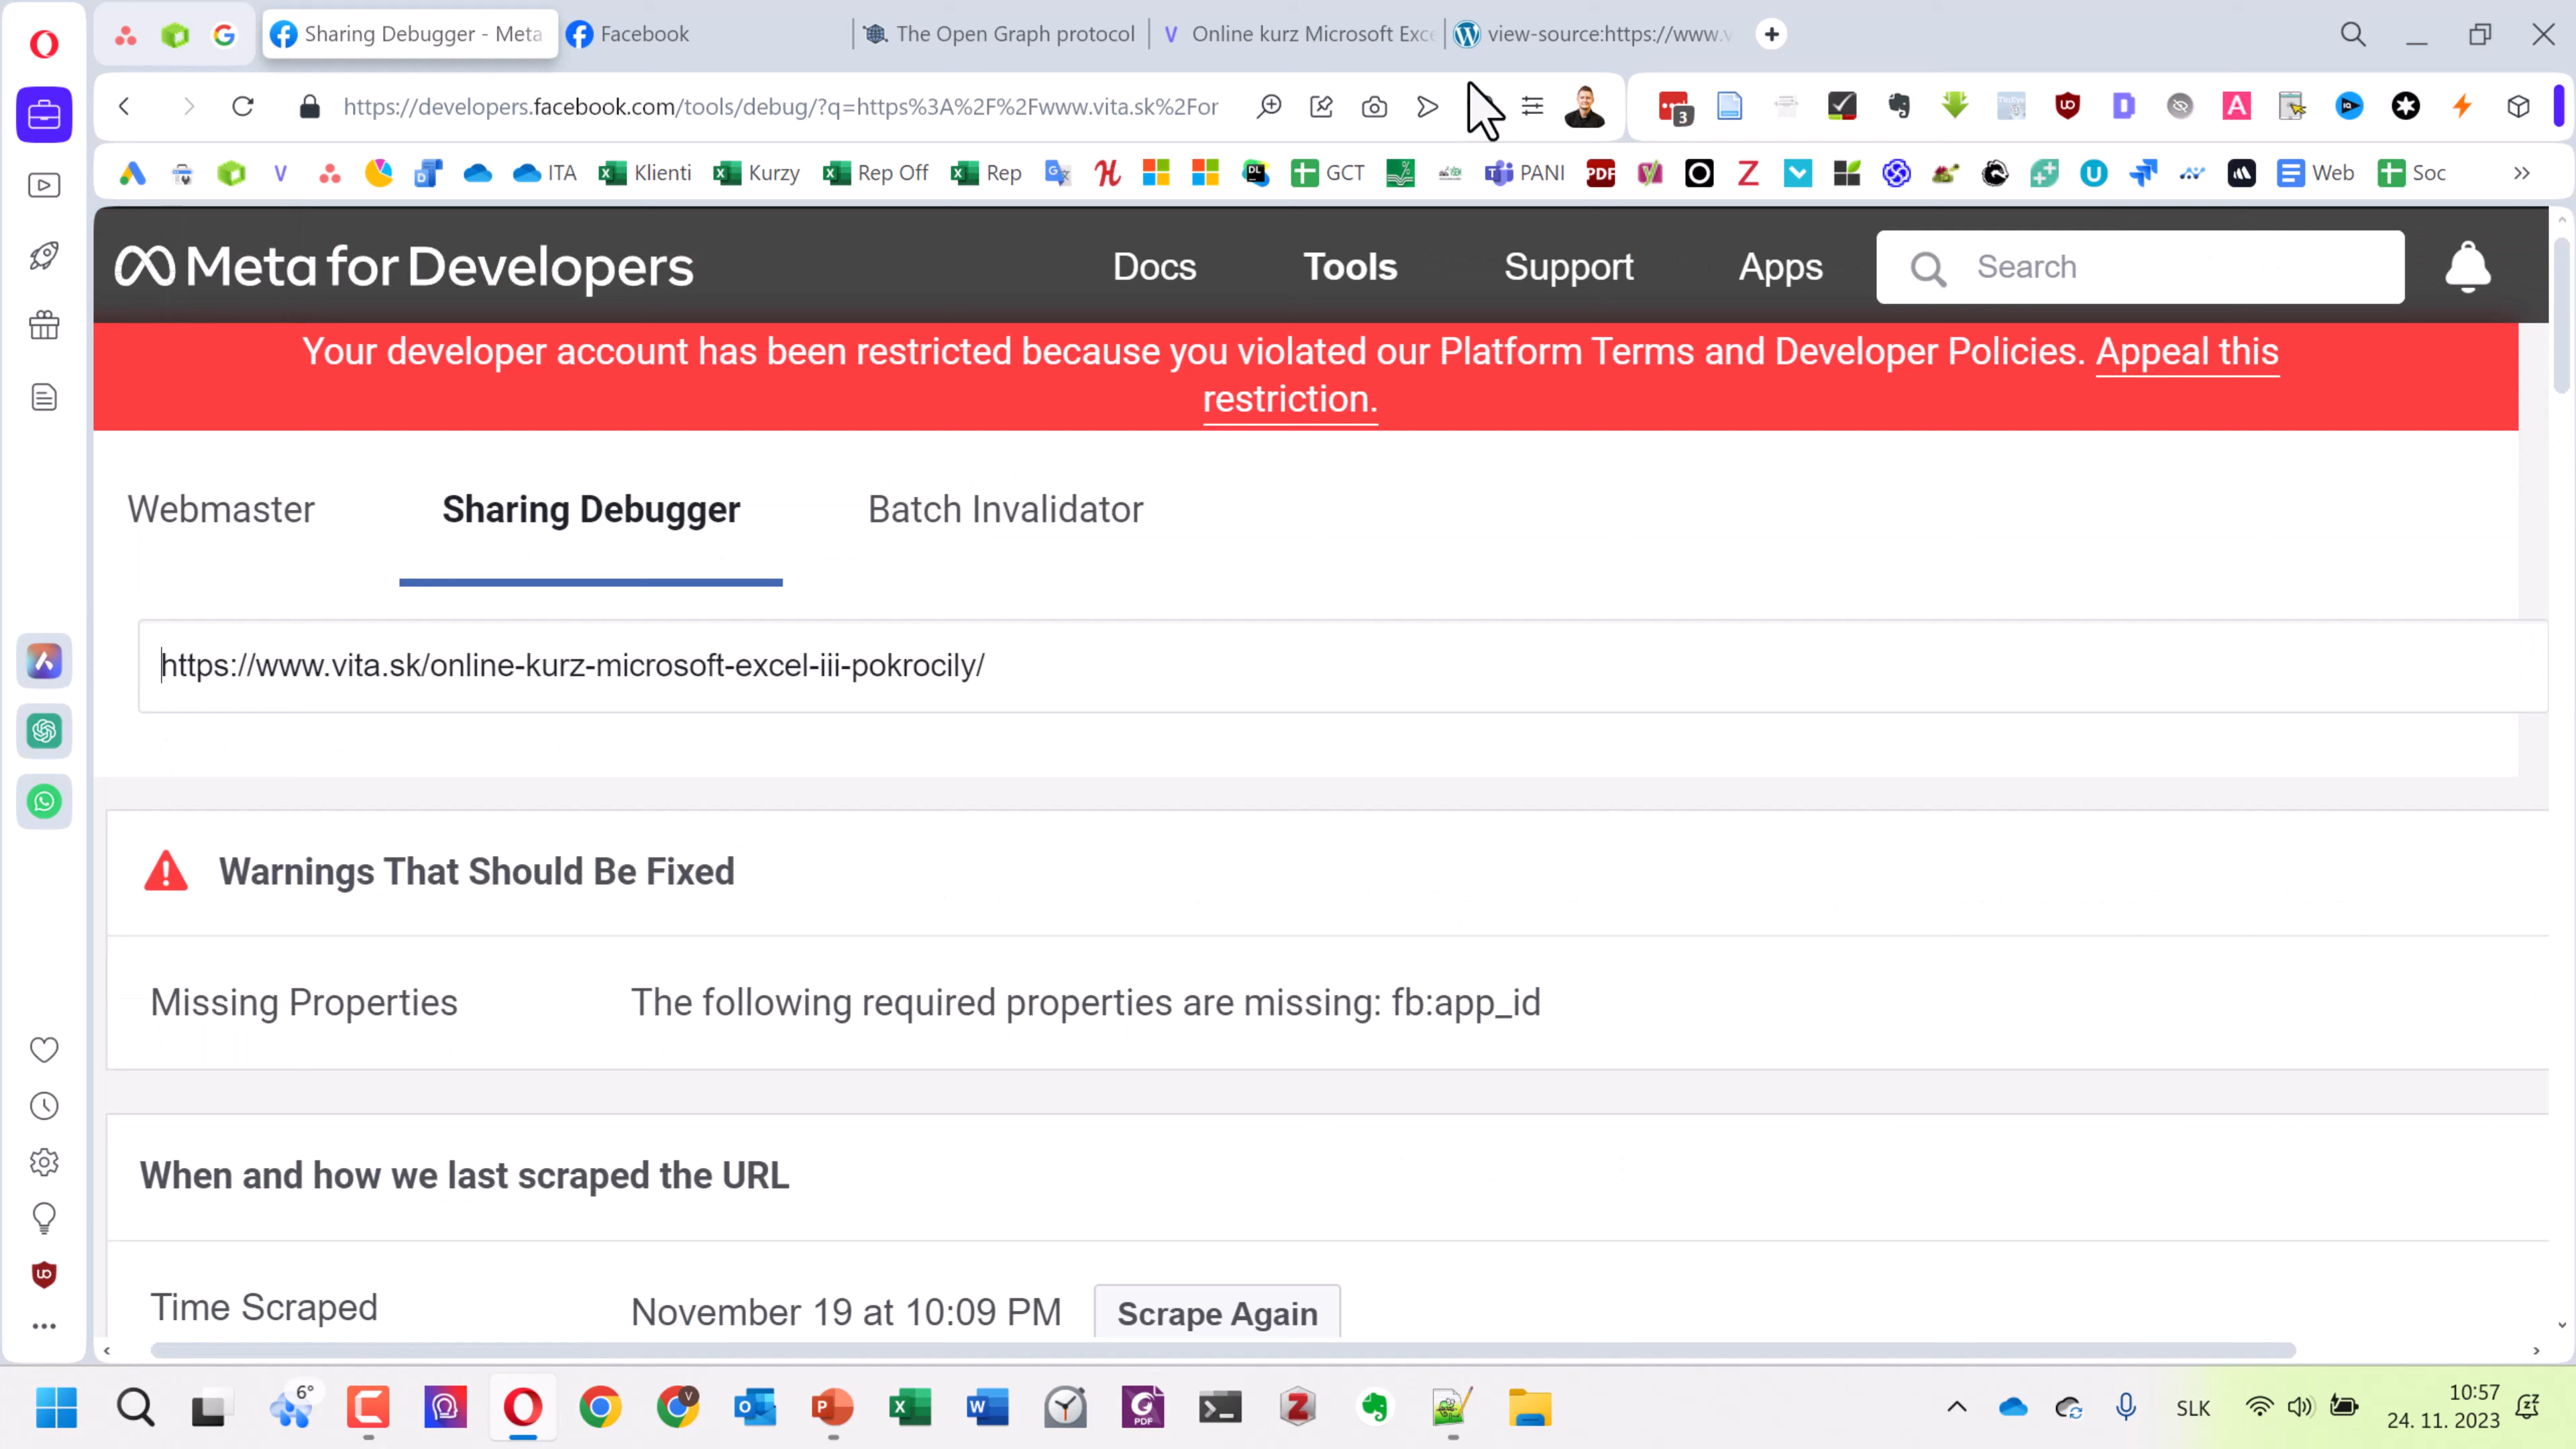 Sharing Debugger - Meta
Facebook
The Open Graph protocol
Online kurz Microsoft Exce
view-source:https://www.v
https://developers.facebook.com/tools/debug/?q=https%3A%2F%2Fwww.vita.sk%2For
3
ITA
Klienti
Kurzy
Rep Off
Rep
GCT
PANI
Web
Soc
Meta for Developers
Docs
Tools
Support
Apps
Search
Your developer account has been restricted because you violated our Platform Terms and Developer Policies. Appeal this
restriction.
Webmaster
Sharing Debugger
Batch Invalidator
https://www.vita.sk/online-kurz-microsoft-excel-iii-pokrocily/
Warnings That Should Be Fixed
Missing Properties
The following required properties are missing: fb:app_id
When and how we last scraped the URL
Time Scraped
November 19 at 10:09 PM
Scrape Again
6°
SLK
10:57
24. 11. 2023